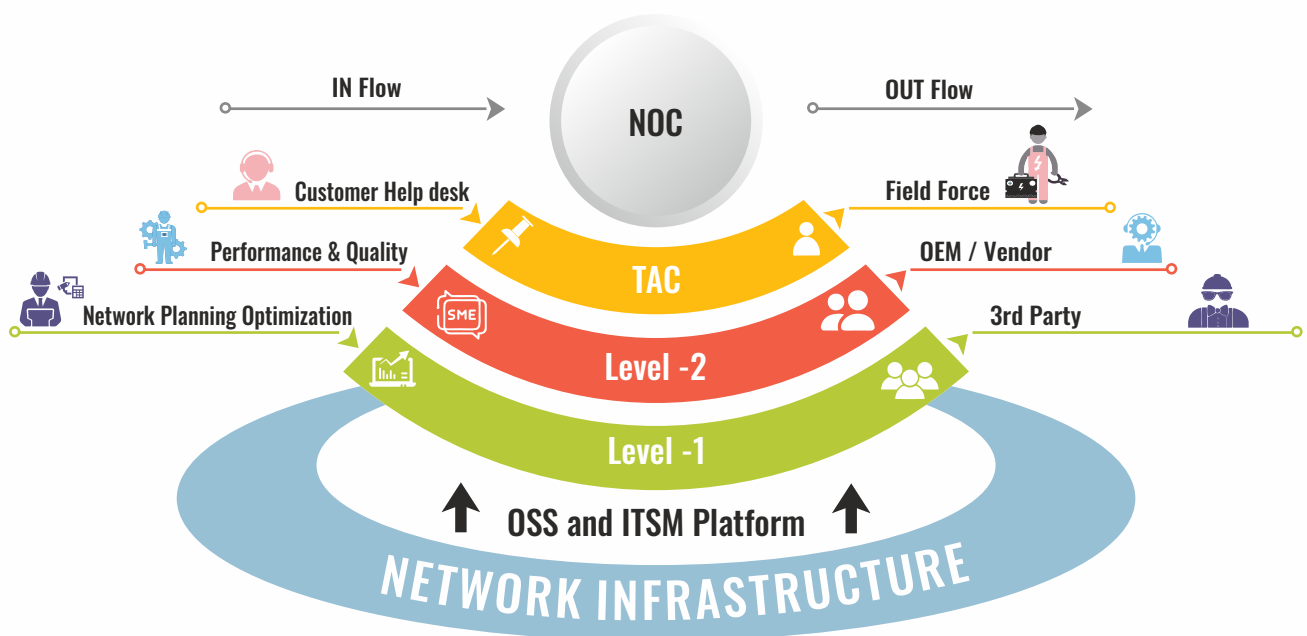 IN Flow
NOC
OUT Flow
Customer Help desk
Field Force
Performance & Quality
TAC
OEM / Vendor
Network Planning Optimization
SME
3rd Party
Level -2
Level -1
OSS and ITSM Platform
NETWORK INFRASTRUCTURE